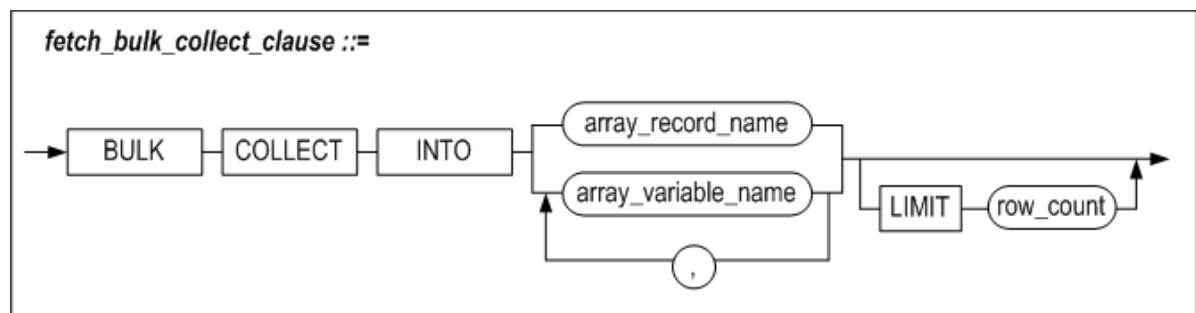 fetch_bulk_collect_clause ::=
array_record_name
BULK COLLECT INTO
array_variable_name
LIMIT row_count
,